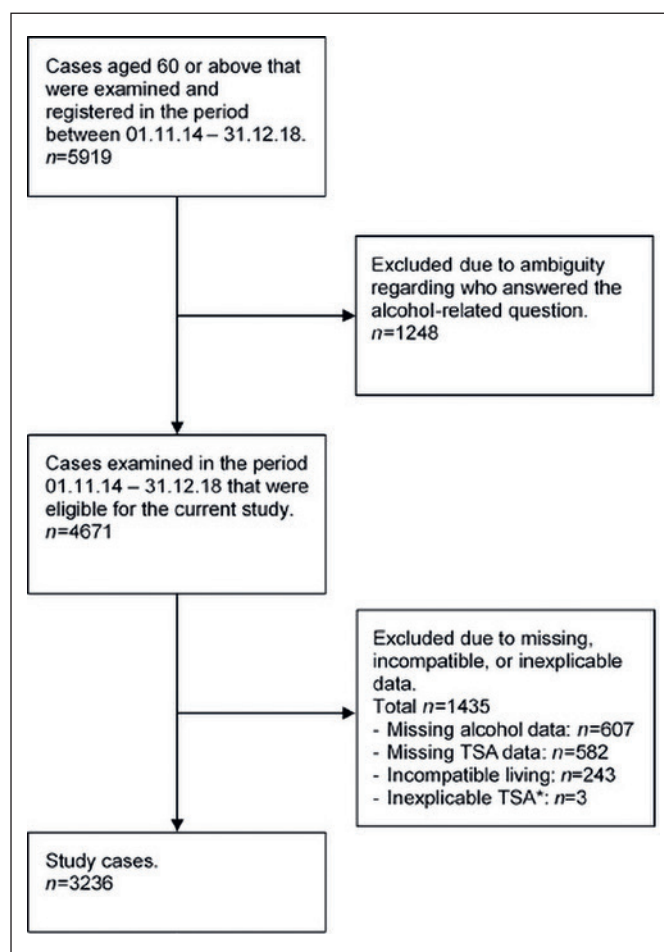 Cases aged 60 or above that
were examined and
registered in the period
between 01.11.14 – 31.12.18.
n=5919
Excluded due to ambiguity
regarding who answered the
alcohol-related question.
n=1248
Cases examined in the period
01.11.14 – 31.12.18 that were
eligible for the current study.
n=4671
Excluded due to missing,
incompatible, or inexplicable
data.
Total n=1435
- Missing alcohol data: n=607
- Missing TSA data: n=582
- Incompatible living: n=243
- Inexplicable TSA*: n=3
Study cases.
n=3236